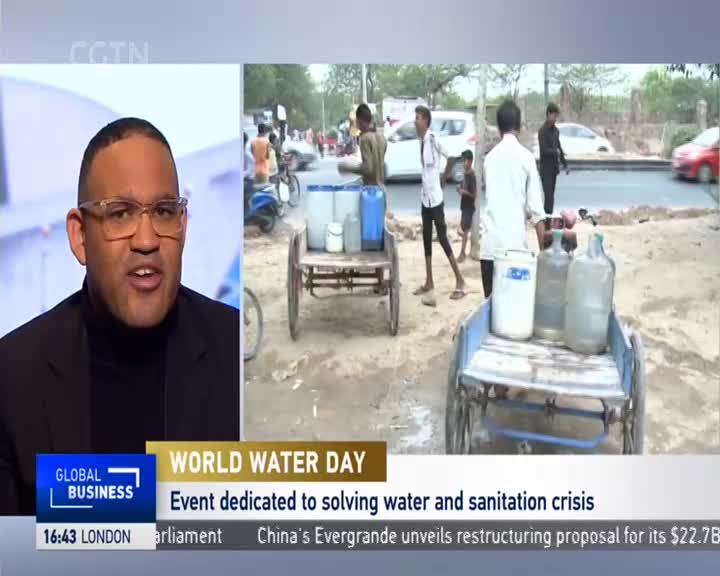 CGTN
WORLD WATER DAY
GLOBAL
BUSINESS
Event dedicated to solving water and sanitation crisis
16:43 LONDON
arliament China's Evergrande unveils restructuring proposal for its $22.7B